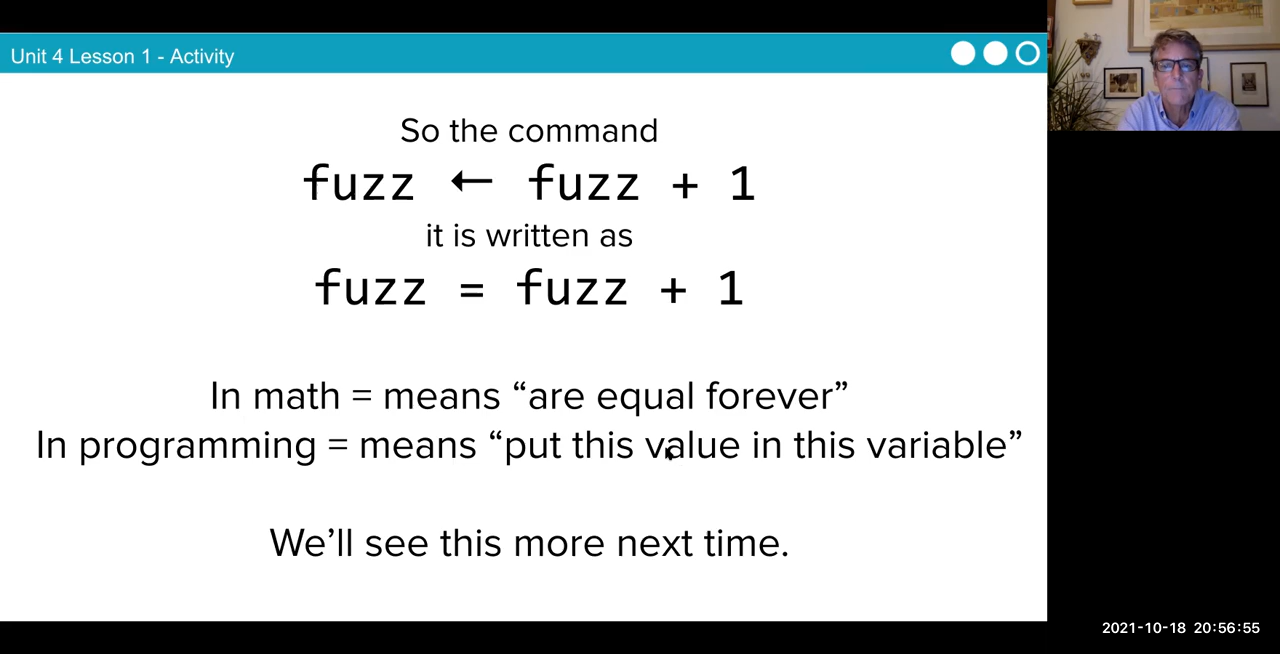 Unit 4 Lesson 1 - Activity
So the command
fuzz ← fuzz + 1
it is written as
fuzz = fuzz + 1
In math = means “are equal forever”
In programming = means “put this value in this variable”
We’ll see this more next time.
2021-10-18 20:56:55